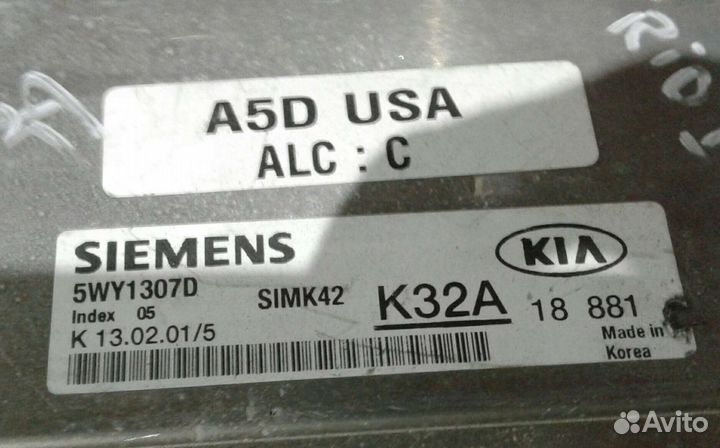 A5D USA
ALC : C
SIEMENS
KIA
5WY1307D
SIMK42
K32A
18 881
Index 05
K 13.02.01/5
Made in
Korea
Avito